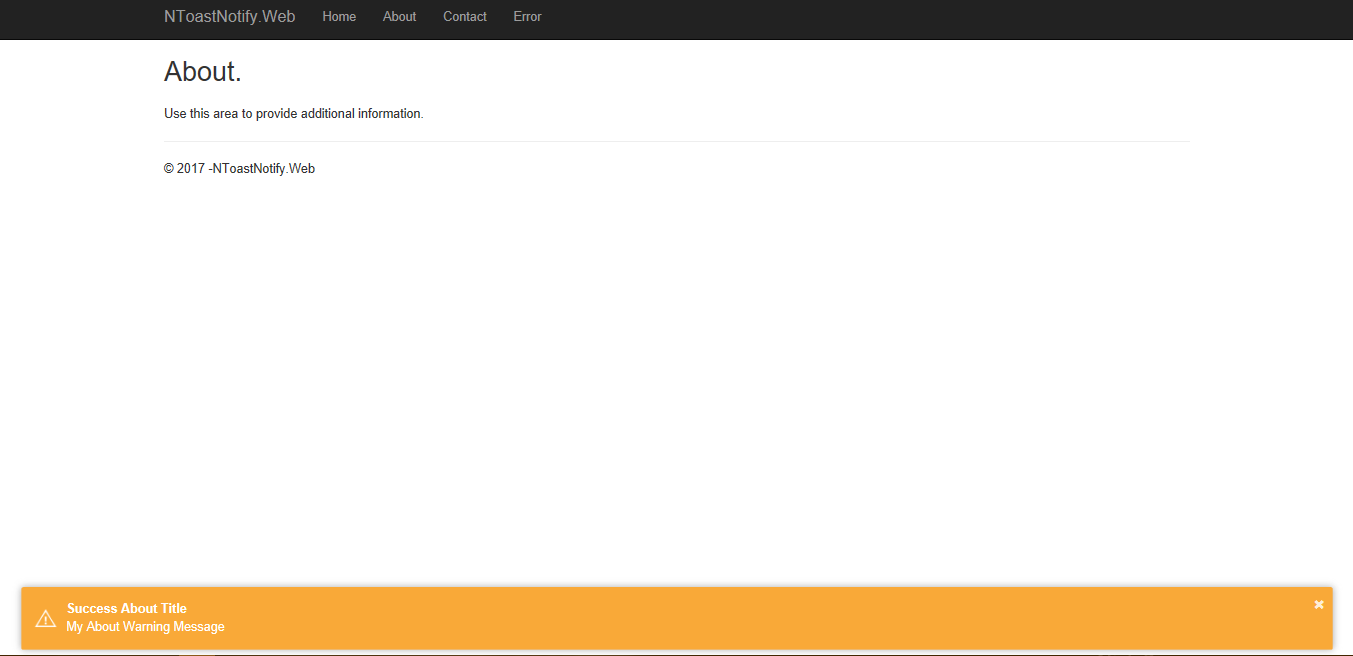 NToastNotify.Web Home About Contact Error
About.
Use this area to provide additional information.
© 2017 -NToastNotify.Web
Success About Title
My About Warning Message